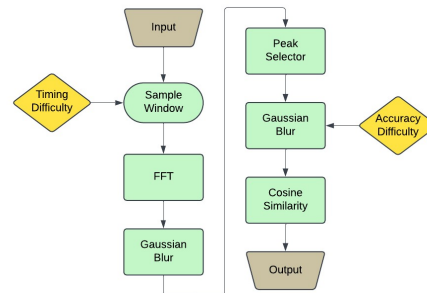 Input
Timing
Difficulty
Sample
Window
FFT
Gaussian
Blur
Peak
Selector
Gaussian
Blur
Accuracy
Difficulty
Cosine
Similarity
Output